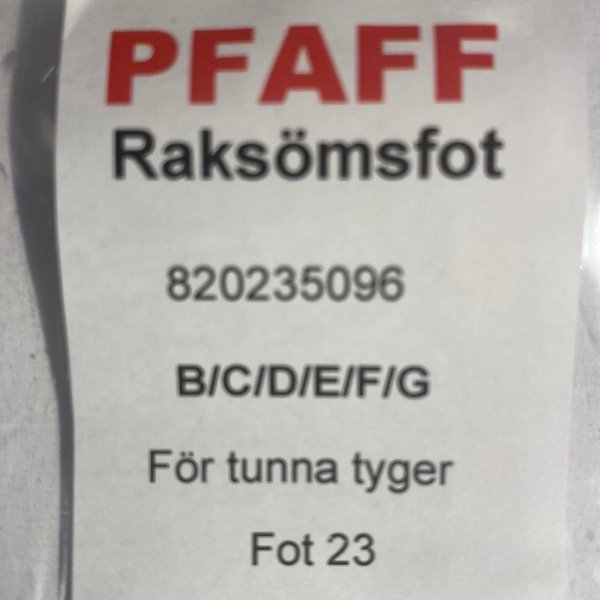 PFAFF
Raksömsfot
820235096
B/C/D/E/F/G
För tunna tyger
Fot 23